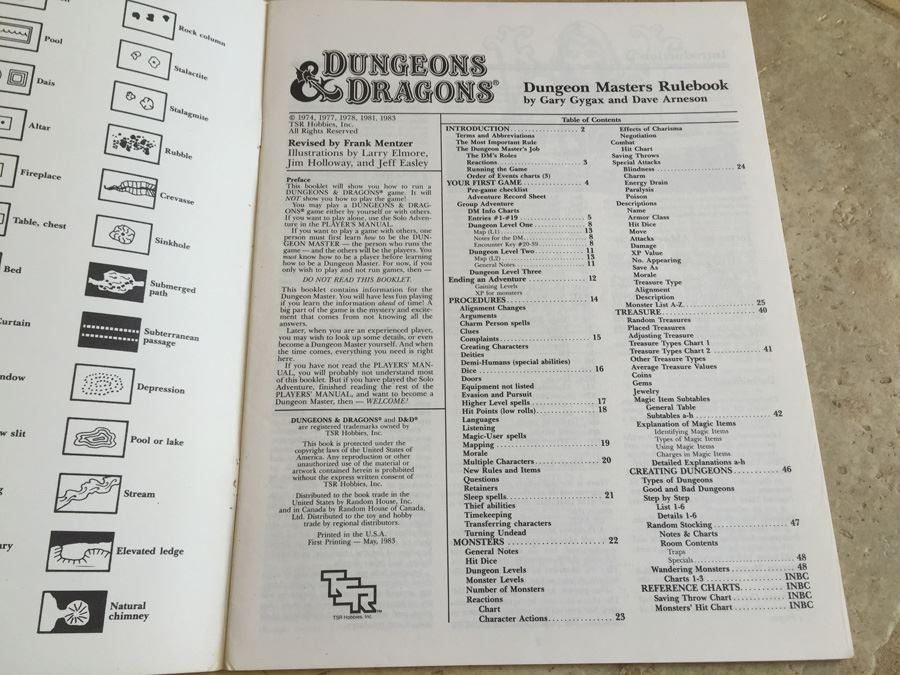 Pool
Dais
Altar
Fireplace
Table, chest
Bed
Curtain
slit
Rock column
Stalactite
Stalagmite
Rubble
Crevasse
Sinkhole
Submerged
path
Subterranean
passage
Depression
Pool or lake
Stream
Elevated ledge
Natural
chimney
DUNGEONS
& DRAGONS®
Dungeon Masters Rulebook
by Gary Gygax and Dave Arneson
© 1974, 1977, 1978, 1981, 1983
TSR Hobbies, Inc.
All Rights Reserved
Revised by Frank Mentzer
Illustrations by Larry Elmore,
Jim Holloway, and Jeff Easley
Preface
This booklet will show you how to run a
DUNGEONS & DRAGONS® game. It will
NOT show you how to play the game!
You may play a DUNGEONS & DRAG-
ONS® game either by yourself or with others.
If you want to play alone, use the Solo Adven-
ture in the PLAYER'S MANUAL.
If you want to play a game with others, one
person must first learn how to be the DUN-
GEON MASTER — the person who runs the
game — and the others will be the players. You
must know how to be a player before learning
how to be a Dungeon Master. For now, if you
only wish to play and not run games, then —
DO NOT READ THIS BOOKLET.
This booklet contains information for the
Dungeon Master. You will have less fun playing
if you learn the information ahead of time! A
big part of the game is the mystery and excite-
ment that comes from not knowing all the
answers.
Later, when you are an experienced player,
you may wish to look up some details, or even
become a Dungeon Master yourself. And when
the time comes, everything you need is right
here.
If you have not read the PLAYERS' MAN-
UAL, you will probably not understand most
of this booklet. But if you have played the Solo
Adventure, finished reading the rest of the
PLAYERS' MANUAL, and want to become a
Dungeon Master, then — WELCOME!
DUNGEONS & DRAGONS® and D&D®
are registered trademarks owned by
TSR Hobbies, Inc.
This book is protected under the
copyright laws of the United States of
America. Any reproduction or other
unauthorized use of the material or
artwork contained herein is prohibited
without the express written consent of
TSR Hobbies, Inc.
Distributed to the book trade in the
United States by Random House, Inc.
and in Canada by Random House of Canada,
Ltd. Distributed to the toy and hobby
trade by regional distributors.
Printed in the U.S.A.
First Printing — May, 1983
TSR™
TSR Hobbies, Inc.
Table of Contents
INTRODUCTION 2
Terms and Abbreviations
The Most Important Rule
The Dungeon Master's Job
The DM's Roles
Reactions 3
Running the Game
Order of Events charts (3)
YOUR FIRST GAME 4
Pre-game checklist
Adventure Record Sheet
Group Adventure
DM Info Charts
Entries #1-#19 5
Dungeon Level One 8
Map (L1) 13
Notes for the DM 8
Encounter Key #20-39 8
Dungeon Level Two 11
Map (L2) 13
General Notes 11
Dungeon Level Three
Ending an Adventure 12
Gaining Levels
XP for monsters
PROCEDURES 14
Alignment Changes
Arguments
Charm Person spells
Clues
Complaints 15
Creating Characters
Deities
Demi-Humans (special abilities)
Dice 16
Doors
Equipment not listed
Evasion and Pursuit
Higher Level spells 17
Hit Points (low rolls) 18
Languages
Listening
Magic-User spells
Mapping 19
Morale
Multiple Characters 20
New Rules and Items
Questions
Retainers
Sleep spells 21
Thief abilities
Timekeeping
Transferring characters
Turning Undead
MONSTERS 22
General Notes
Hit Dice
Dungeon Levels
Monster Levels
Number of Monsters
Reactions
Chart
Character Actions 23
Effects of Charisma
Negotiation
Combat
Hit Chart
Saving Throws
Special Attacks
Blindness 24
Charm
Energy Drain
Paralysis
Poison
Descriptions
Name
Armor Class
Hit Dice
Move
Attacks
Damage
XP Value
No. Appearing
Save As
Morale
Treasure Type
Alignment
Description
Monster List A-Z 25
TREASURE 40
Random Treasures
Placed Treasures
Adjusting Treasure
Treasure Types Chart 1
Treasure Types Chart 2 41
Other Treasure Types
Average Treasure Values
Coins
Gems
Jewelry
Magic Item Subtables
General Table
Subtables a-h 42
Explanation of Magic Items
Identifying Magic Items
Types of Magic Items
Using Magic Items
Charges in Magic Items
Detailed Explanations a-h
CREATING DUNGEONS 46
Types of Dungeons
Good and Bad Dungeons
Step by Step
List 1-6
Details 1-6
Random Stocking 47
Notes & Charts
Room Contents
Traps
Specials 48
Wandering Monsters 48
Charts 1-3 INBC
REFERENCE CHARTS INBC
Saving Throw Chart INBC
Monsters' Hit Chart INBC